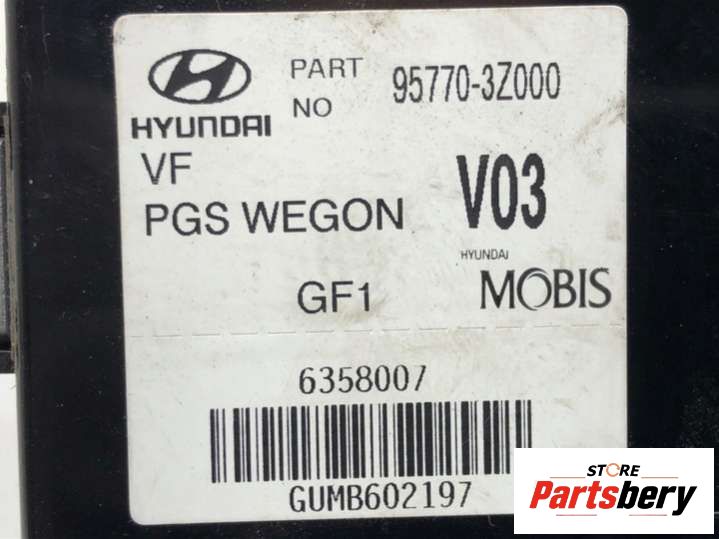 HYUNDAI
PART NO
95770-3Z000
VF
PGS WEGON
V03
HYUNDAI
MOBIS
GF1
6358007
GUMB602197
STORE
Partsbery